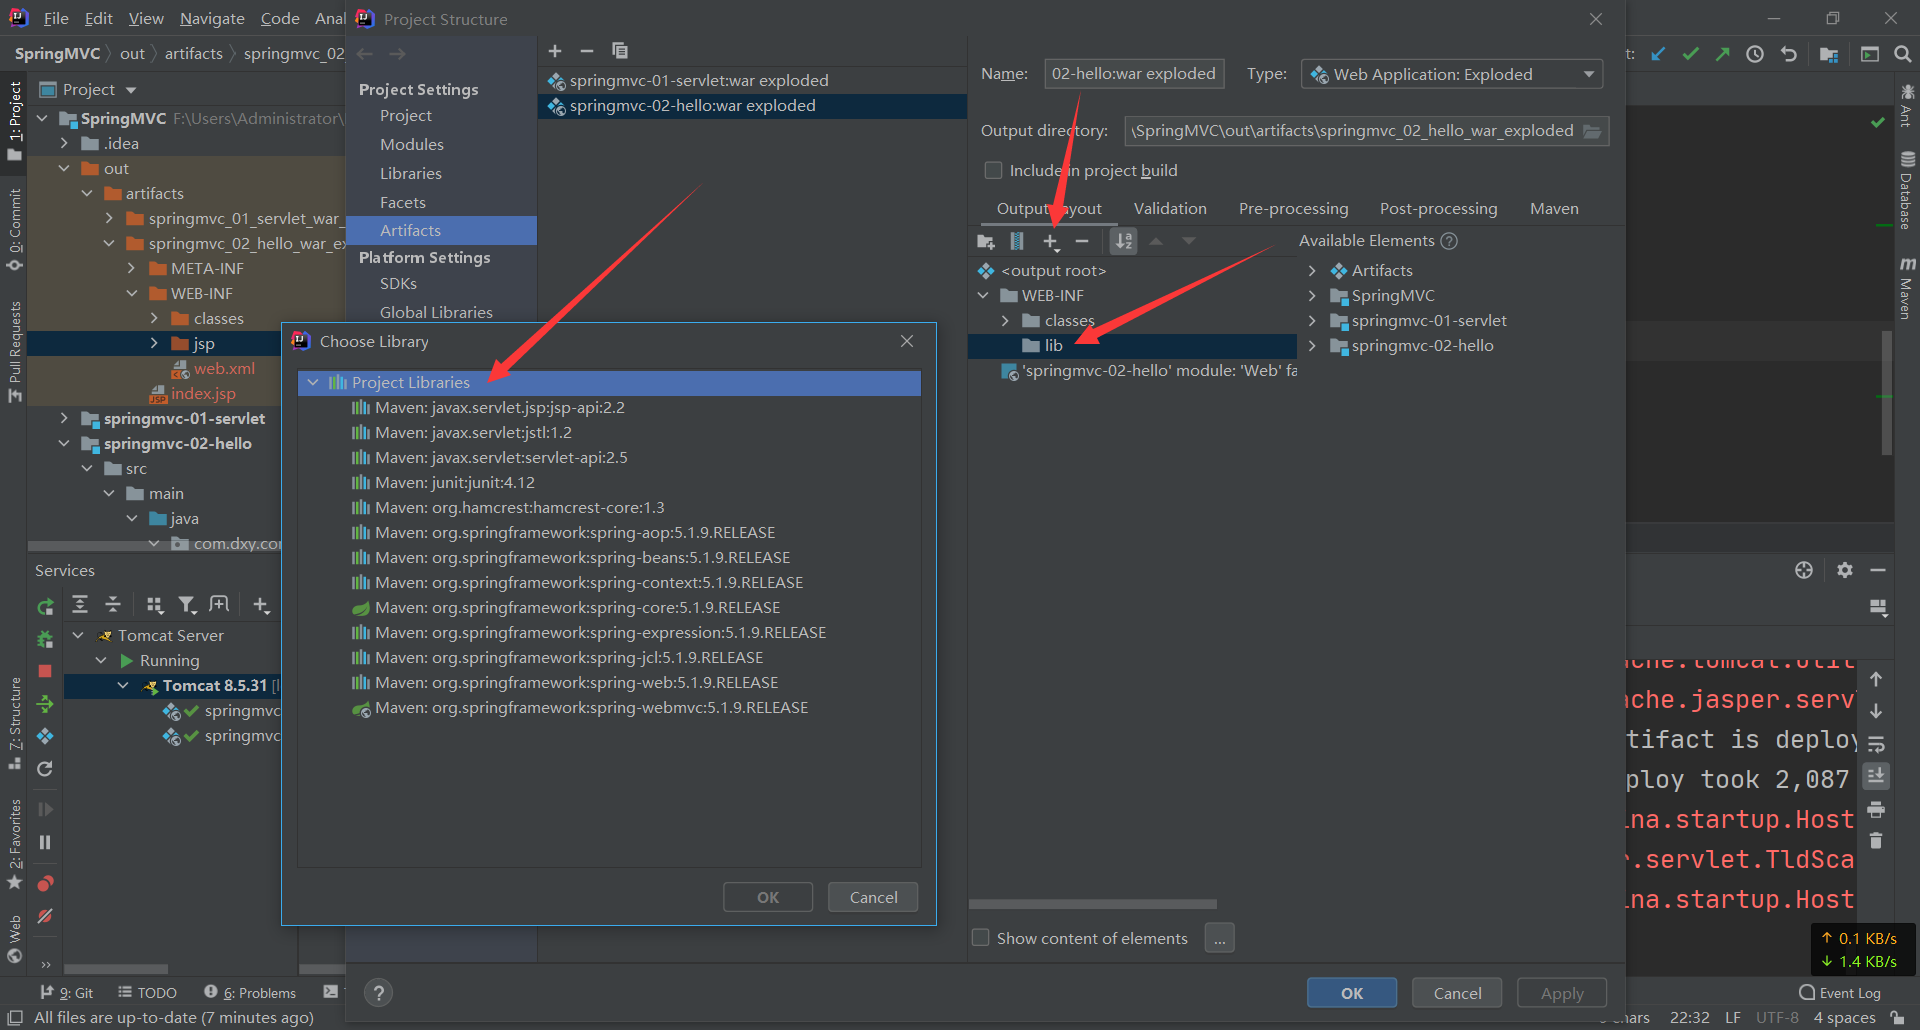 File Edit View Navigate Code
Project Structure
SpringMVC out artifacts
Project
SpringMVC
.idea
out
artifacts
META-INF
WEB-INF
classes
jsp
web.xml
index.jsp
springmvc-01-servlet
springmvc-02-hello
src
main
java
1: Project
0: Commit
Pull Requests
7: Structure
2: Favorites
Web
Project Settings
Project
Modules
Libraries
Facets
Artifacts
Platform Settings
SDKs
Global Libraries
springmvc-01-servlet:war exploded
springmvc-02-hello:war exploded
Name: 02-hello:war exploded Type: Web Application: Exploded
Output directory: \SpringMVC\out\artifacts\springmvc_02_hello_war_exploded
Include in project build
Output Layout Validation Pre-processing Post-processing Maven
Available Elements ?
<output root>
WEB-INF
classes
lib
'springmvc-02-hello' module: 'Web' fa
Artifacts
SpringMVC
springmvc-01-servlet
springmvc-02-hello
Show content of elements ...
OK Cancel Apply
Choose Library
Project Libraries
Maven: javax.servlet.jsp:jsp-api:2.2
Maven: javax.servlet:jstl:1.2
Maven: javax.servlet:servlet-api:2.5
Maven: junit:junit:4.12
Maven: org.hamcrest:hamcrest-core:1.3
Maven: org.springframework:spring-aop:5.1.9.RELEASE
Maven: org.springframework:spring-beans:5.1.9.RELEASE
Maven: org.springframework:spring-context:5.1.9.RELEASE
Maven: org.springframework:spring-core:5.1.9.RELEASE
Maven: org.springframework:spring-expression:5.1.9.RELEASE
Maven: org.springframework:spring-jcl:5.1.9.RELEASE
Maven: org.springframework:spring-web:5.1.9.RELEASE
Maven: org.springframework:spring-webmvc:5.1.9.RELEASE
OK Cancel
Services
Tomcat Server
Running
Tomcat 8.5.31
springmvc
springmvc
Ant
Database
Maven
che.jasper.serv
tifact is deploy
ploy took 2,087
na.startup.Host
r.servlet.TldSca
na.startup.Host
↑ 0.1 KB/s
↓ 1.4 KB/s
9: Git TODO 6: Problems
Event Log
All files are up-to-date (7 minutes ago)
22:32 LF UTF-8 4 spaces